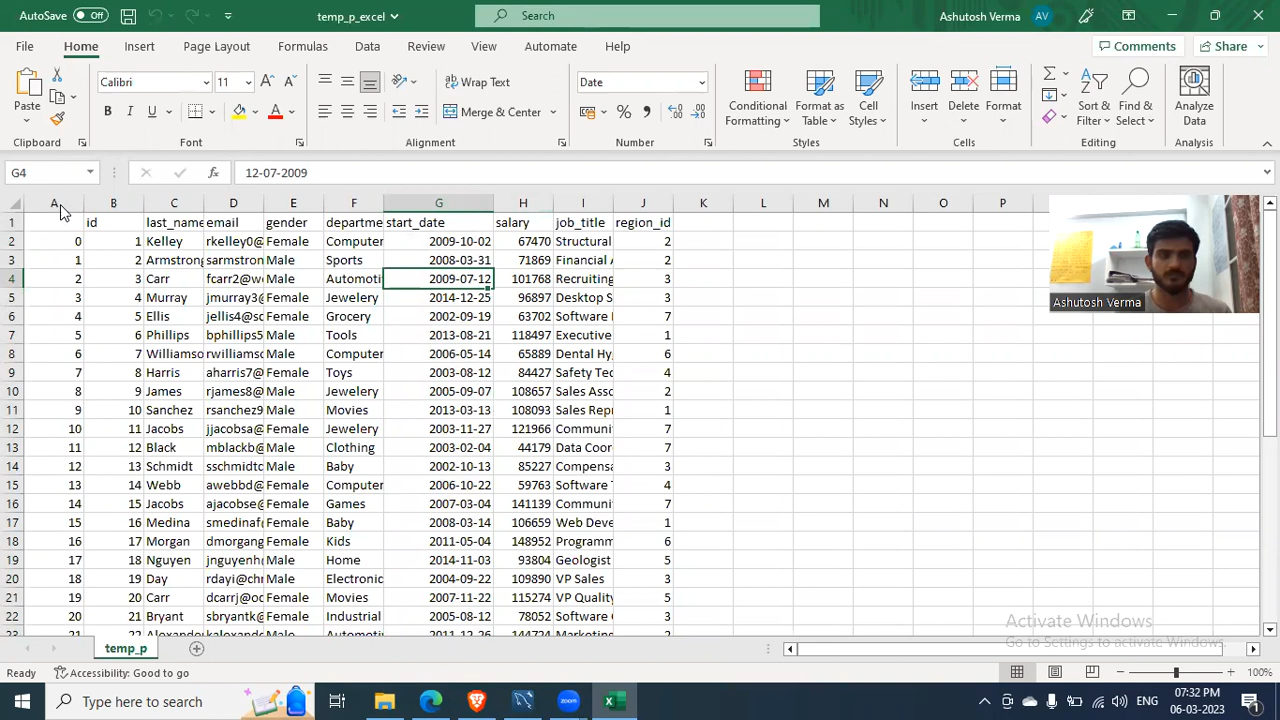 AutoSave Off temp_p_excel Search Ashutosh Verma AV
File Home Insert Page Layout Formulas Data Review View Automate Help Comments Share
Paste Calibri 11 Wrap Text Date Conditional Formatting Format as Table Cell Styles Insert Delete Format Sort & Filter Find & Select Analyze Data
B I U Merge & Center
Clipboard Font Alignment Number Styles Cells Editing Analysis
G4 fx 12-07-2009
A B C D E F G H I J K L M N O P
1 id last_name email gender departme start_date salary job_title region_id
2 0 1 Kelley rkelley0@ Female Computer 2009-10-02 67470 Structural 2
3 1 2 Armstrong sarmstron Male Sports 2008-03-31 71869 Financial A 2
4 2 3 Carr fcarr2@w Male Automoti 2009-07-12 101768 Recruiting 3
5 3 4 Murray jmurray3@ Female Jewelery 2014-12-25 96897 Desktop S 3
6 4 5 Ellis jellis4@sc Female Grocery 2002-09-19 63702 Software 7
7 5 6 Phillips bphillips5 Male Tools 2013-08-21 118497 Executive 1
8 6 7 Williamso rwilliamsc Male Computer 2006-05-14 65889 Dental Hy 6
9 7 8 Harris aharris7@ Female Toys 2003-08-12 84427 Safety Tec 4
10 8 9 James rjames8@ Male Jewelery 2005-09-07 108657 Sales Asso 2
11 9 10 Sanchez rsanchez9 Male Movies 2013-03-13 108093 Sales Repr 1
12 10 11 Jacobs jjacobsa@ Female Jewelery 2003-11-27 121966 Communi 7
13 11 12 Black mblackb@ Male Clothing 2003-02-04 44179 Data Coor 7
14 12 13 Schmidt sschmidtc Male Baby 2002-10-13 85227 Compensa 3
15 13 14 Webb awebbd@ Female Computer 2006-10-22 59763 Software 4
16 14 15 Jacobs ajacobse@ Female Games 2007-03-04 141139 Communi 7
17 15 16 Medina smedinaf@ Female Baby 2008-03-14 106659 Web Deve 1
18 16 17 Morgan dmorgang Female Kids 2011-05-04 148952 Programm 6
19 17 18 Nguyen jnguyenh Male Home 2014-11-03 93804 Geologist 5
20 18 19 Day rdayi@chr Male Electronic 2004-09-22 109890 VP Sales 3
21 19 20 Carr dcarrj@oc Female Movies 2007-11-22 115274 VP Quality 5
22 20 21 Bryant sbryantk@ Female Industrial 2005-08-12 78052 Software 3
Ashutosh Verma
Activate Windows
Go to Settings to activate Windows.
temp_p
Ready Accessibility: Good to go 100%
Type here to search ENG 07:32 PM
06-03-2023 1